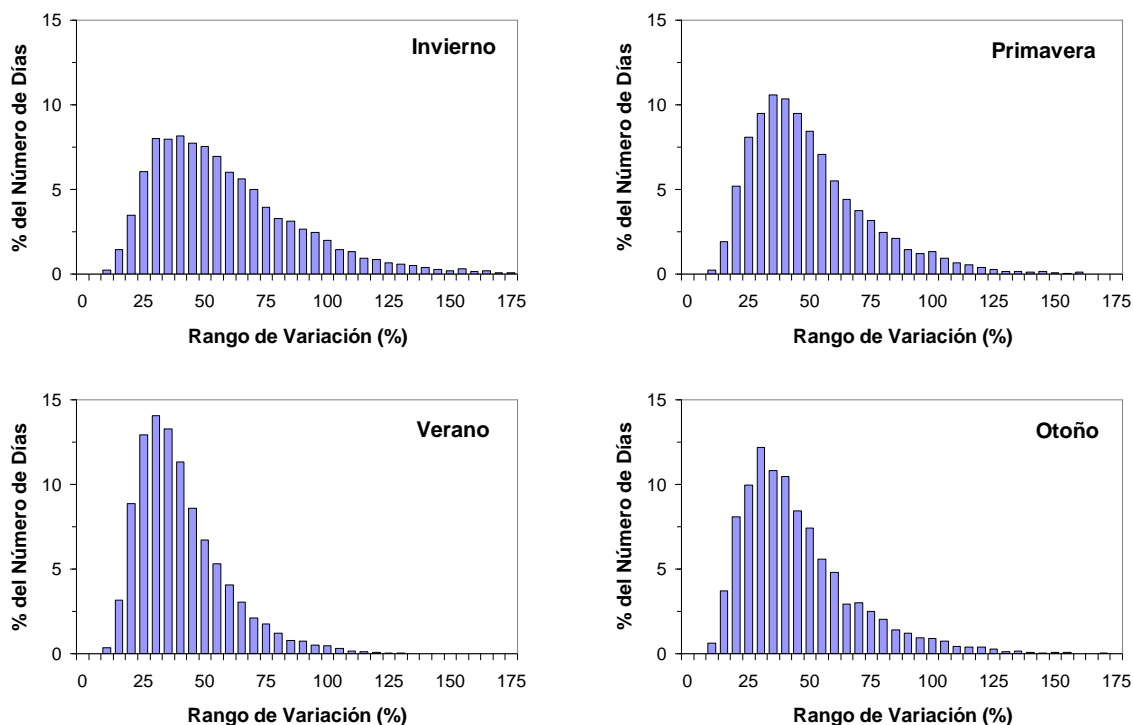 Invierno
% del Número de Días
15
10
5
0
0 25 50 75 100 125 150 175
Rango de Variación (%)
Primavera
% del Número de Días
15
10
5
0
0 25 50 75 100 125 150 175
Rango de Variación (%)
Verano
% del Número de Días
15
10
5
0
0 25 50 75 100 125 150 175
Rango de Variación (%)
Otoño
% del Número de Días
15
10
5
0
0 25 50 75 100 125 150 175
Rango de Variación (%)